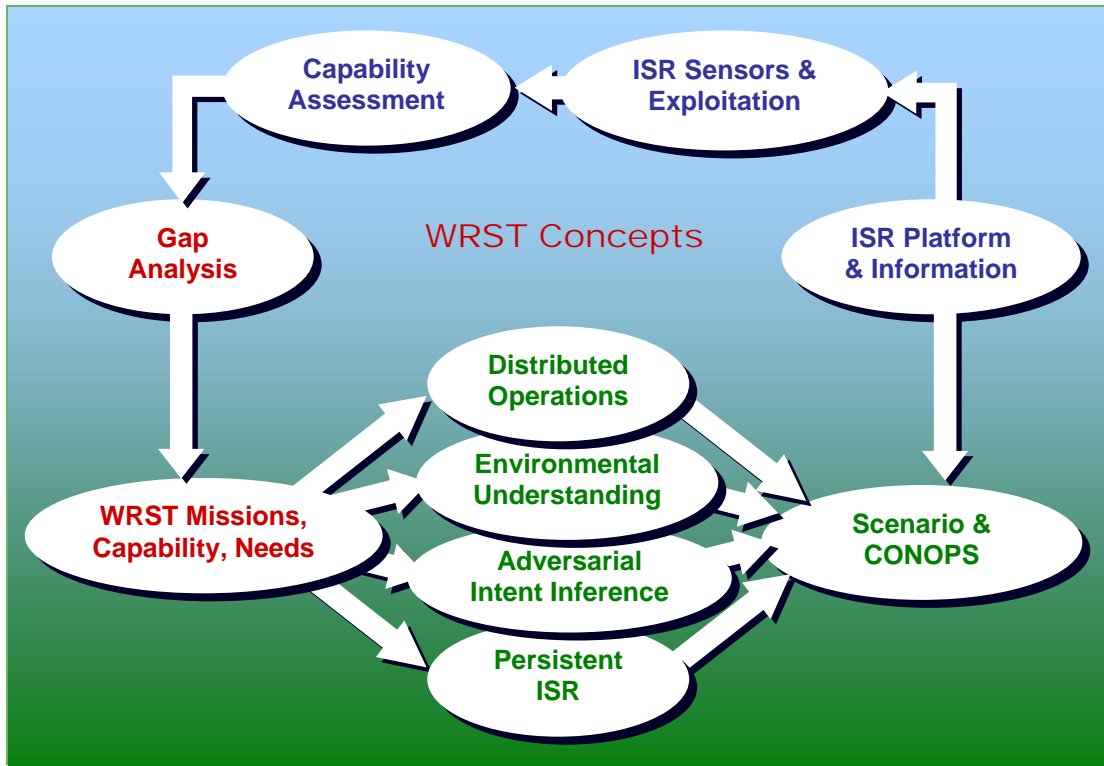 Capability
Assessment
ISR Sensors &
Exploitation
Gap
Analysis
WRST Concepts
ISR Platform
& Information
Distributed
Operations
Environmental
Understanding
WRST Missions,
Capability, Needs
Scenario &
CONOPS
Adversarial
Intent Inference
Persistent
ISR